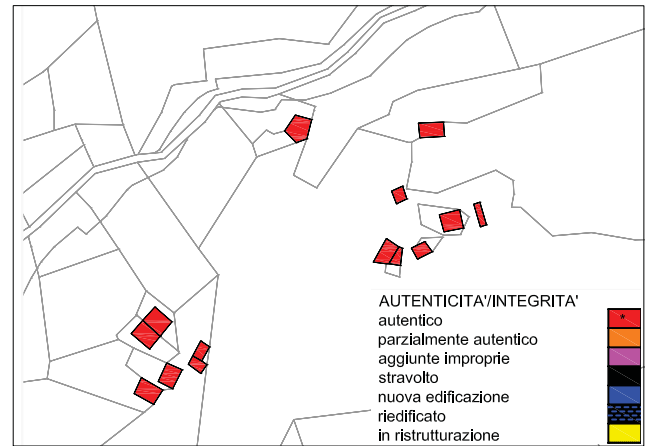 AUTENTICITA'/INTEGRITA'
autentico
*
parzialmente autentico
aggiunte improprie
stravolto
nuova edificazione
riedificato
in ristrutturazione